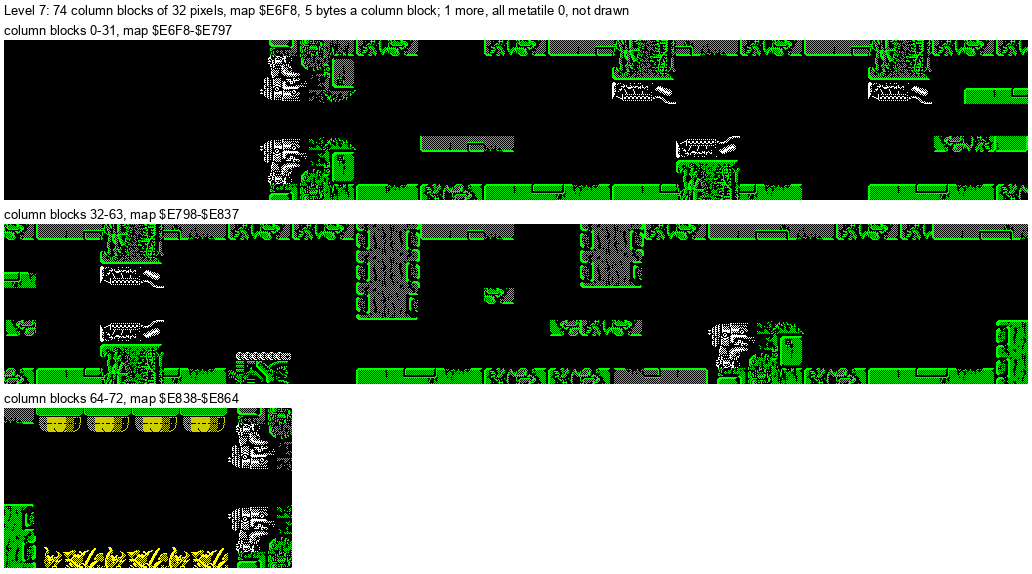 Level 7: 74 column blocks of 32 pixels, map $E6F8, 5 bytes a column block; 1 more, all metatile 0, not drawn
column blocks 0-31, map $E6F8-$E797
column blocks 32-63, map $E798-$E837
column blocks 64-72, map $E838-$E864